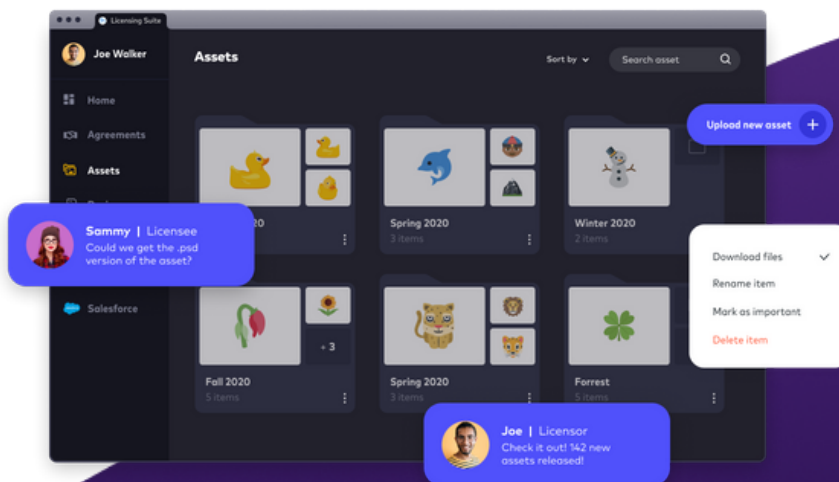 Licensing Suite
Joe Walker
Assets
Sort by
Search asset
Home
Agreements
Assets
Upload new asset +
20
Spring 2020
3 items
Winter 2020
2 items
Sammy | Licensee
Could we get the .psd
version of the asset?
Download files
Rename item
Mark as important
Delete item
Salesforce
+ 3
Fall 2020
5 items
Spring 2020
3 items
Forrest
5 items
Joe | Licensor
Check it out! 142 new
assets released!